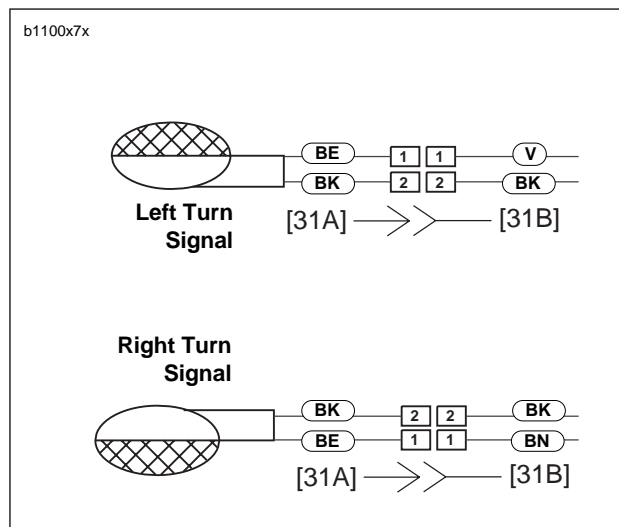 b1100x7x
BE 1 1 V
BK 2 2 BK
Left Turn
Signal
[31A] [31B]
Right Turn
Signal
BK 2 2 BK
BE 1 1 BN
[31A] [31B]